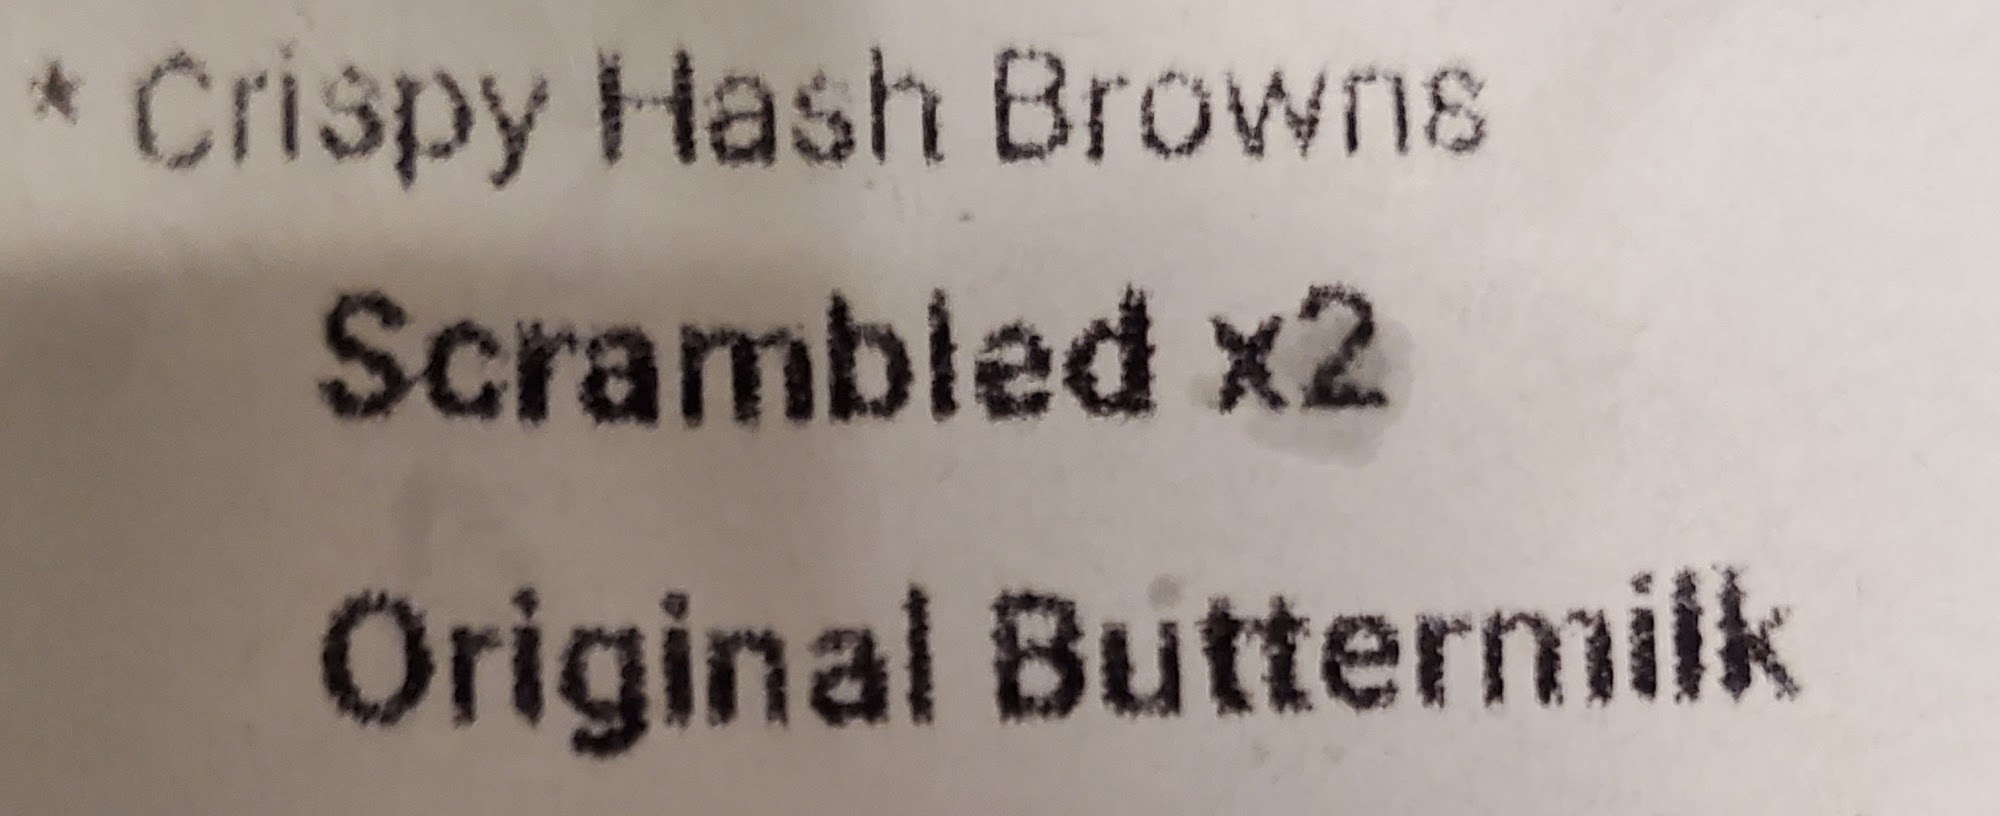 * Crispy Hash Browns
Scrambled x2
Original Buttermilk